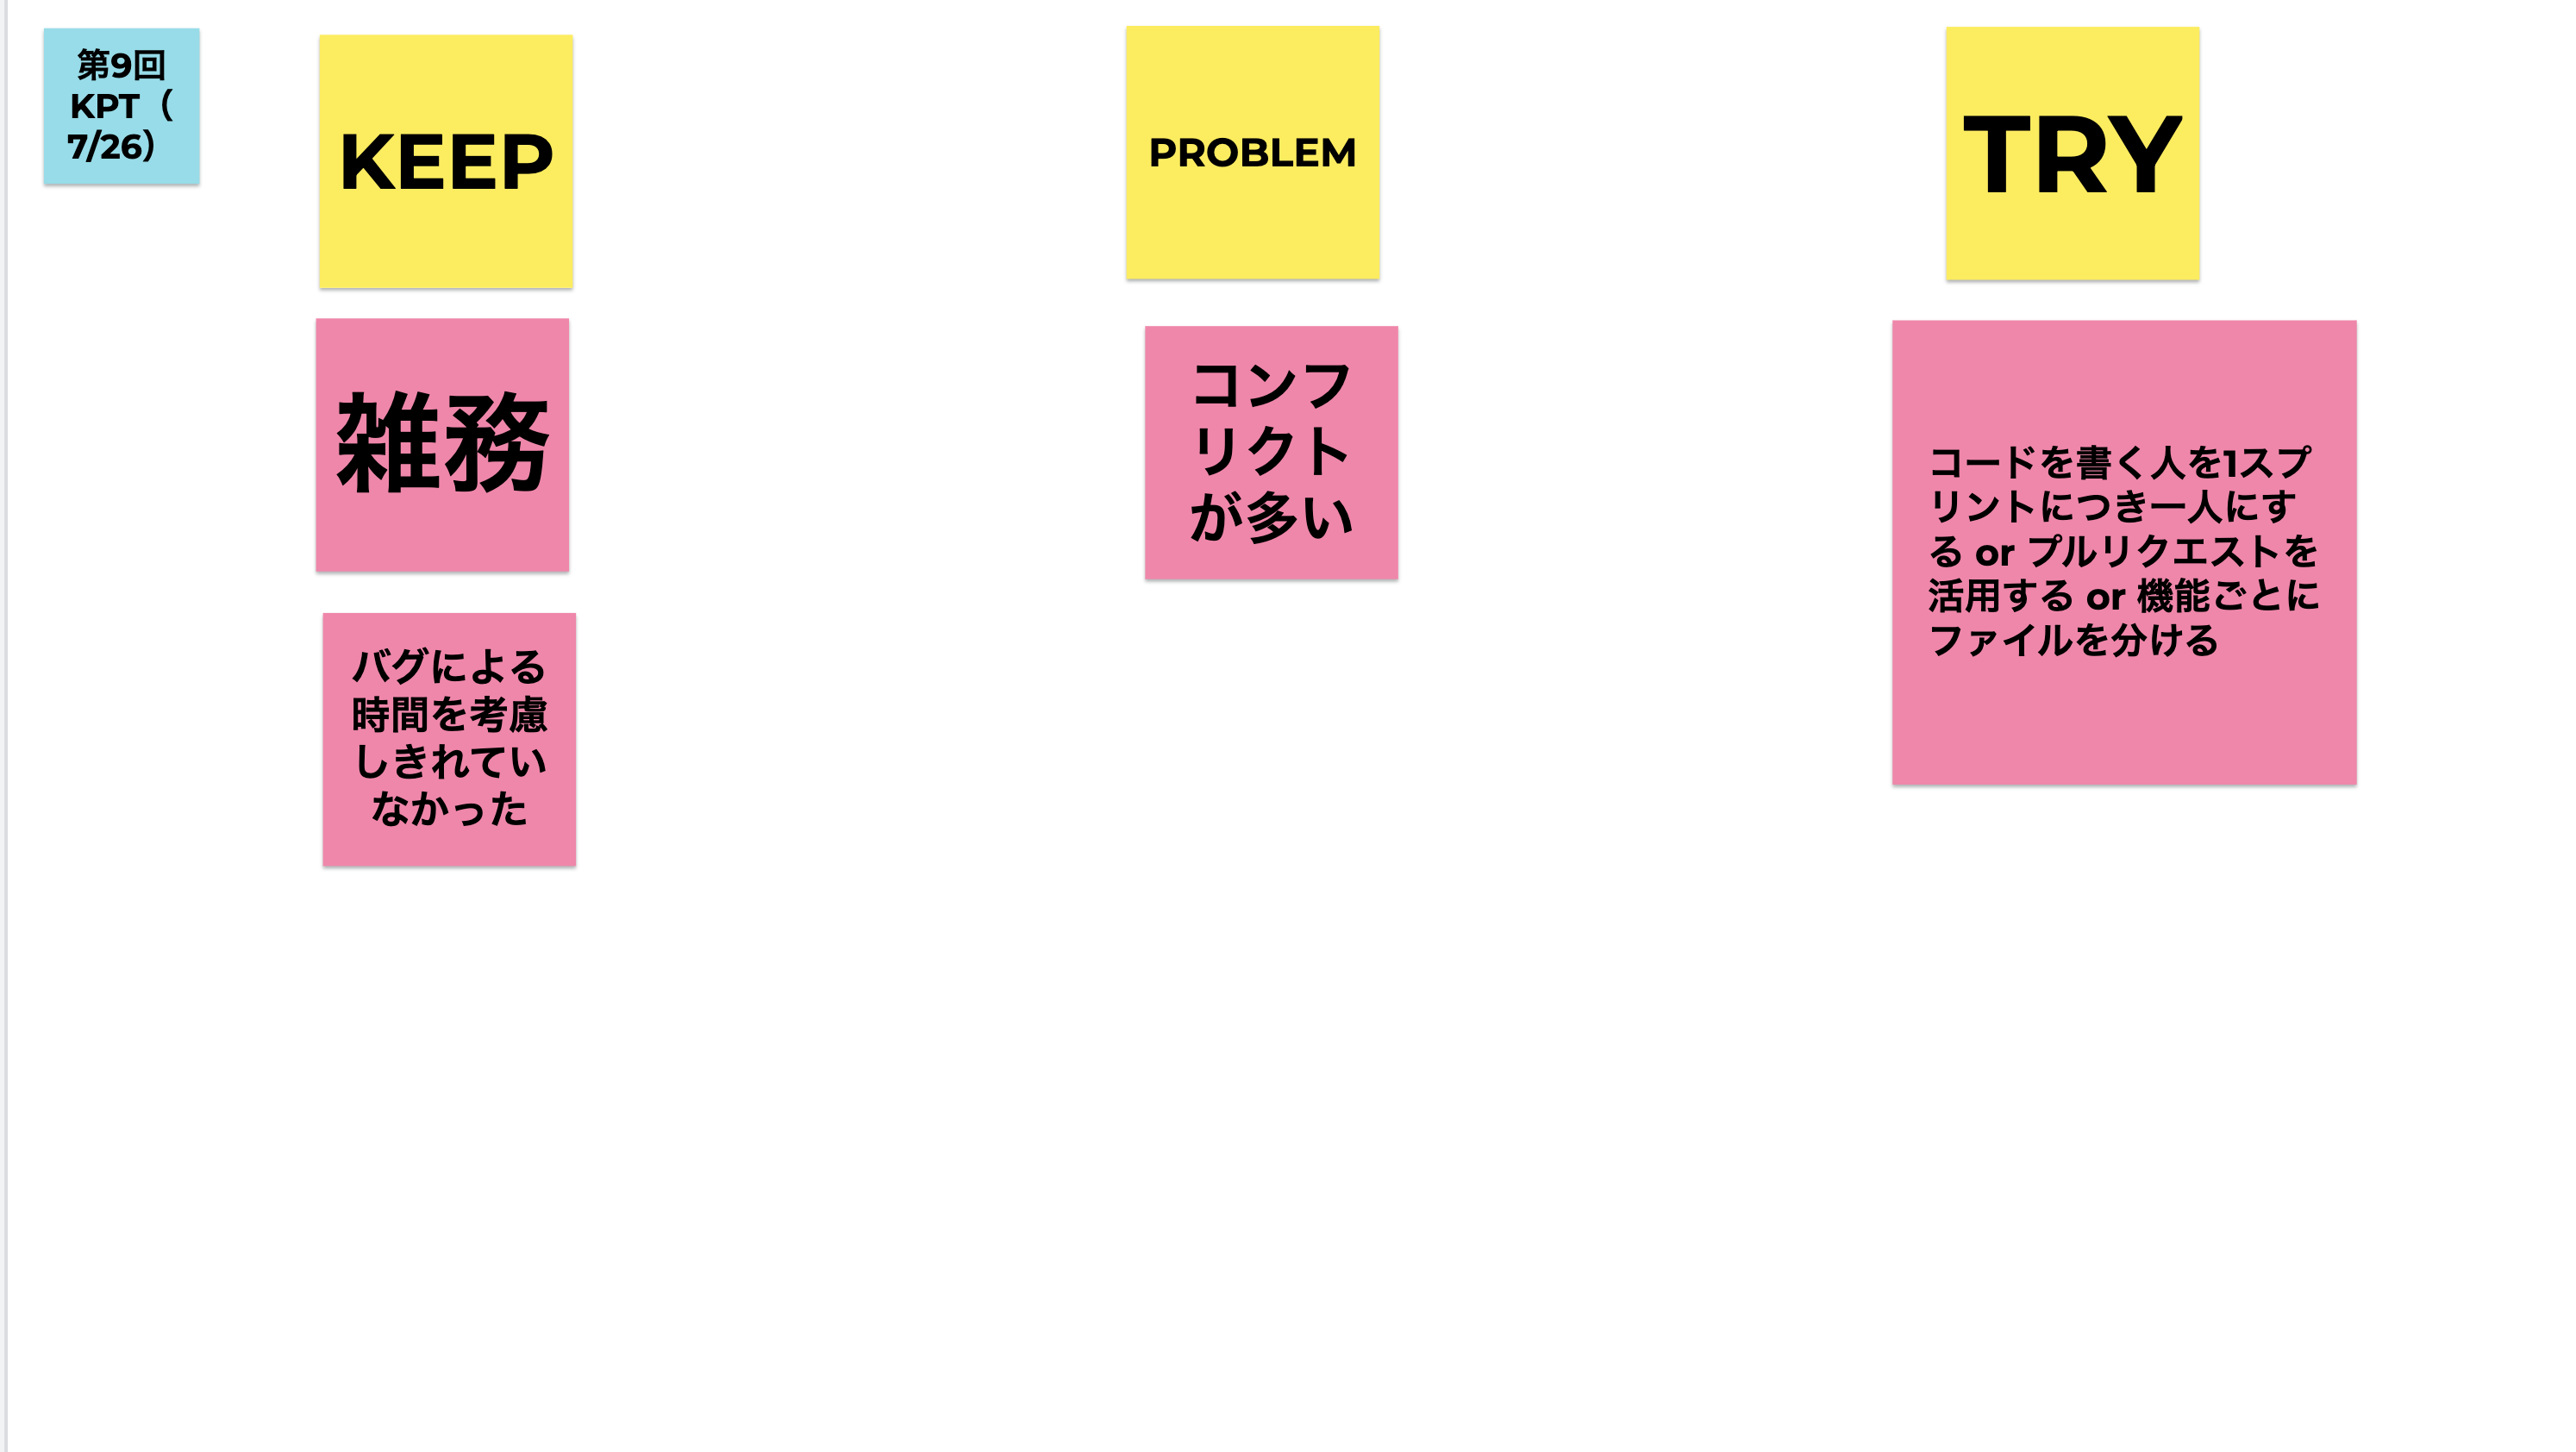 第9回
KPT（
7/26）
KEEP
雑務
バグによる
時間を考慮
しきれてい
なかった
PROBLEM
コンフ
リクト
が多い
TRY
コードを書く人を1スプ
リントにつき一人にす
る or プルリクエストを
活用する or 機能ごとに
ファイルを分ける